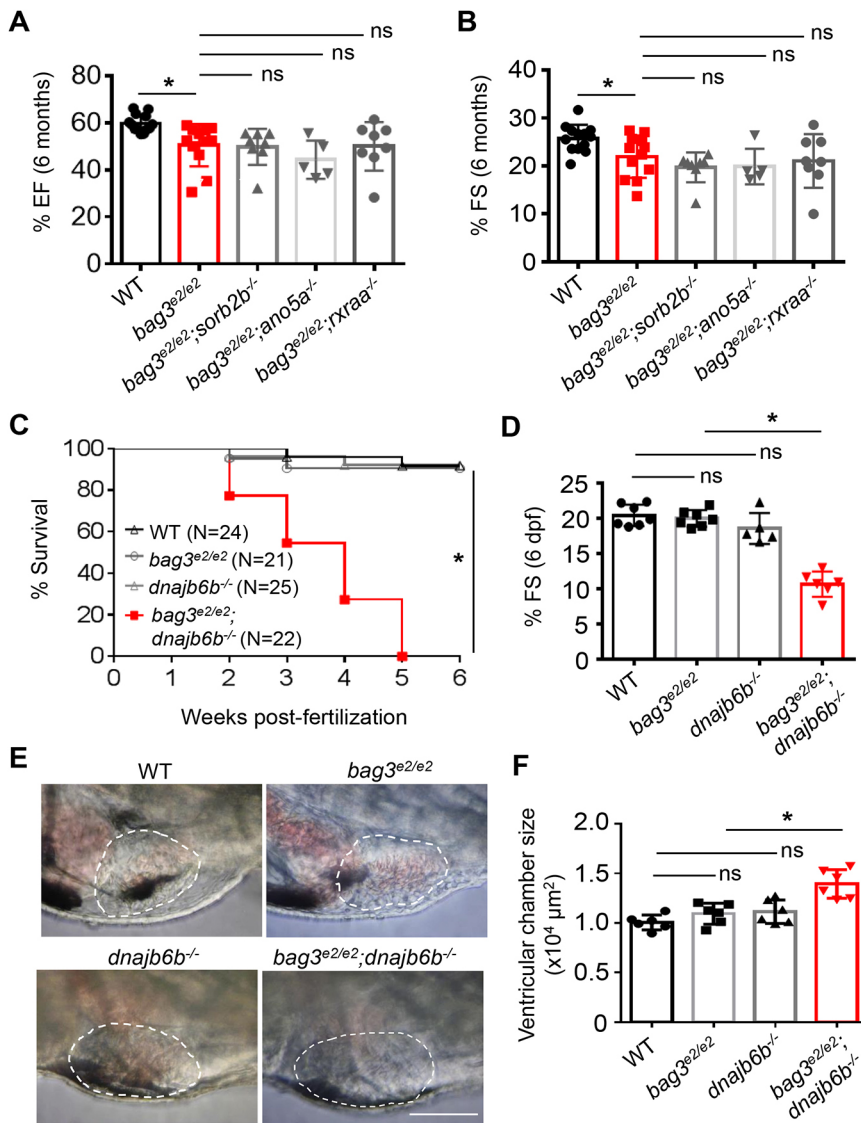 A
ns
ns
* ns
% EF (6 months)
80
60
40
20
0
WT
bag3e2/e2
bag3e2/e2;sorb2b-/-
bag3e2/e2;ano5a-/-
bag3e2/e2;rxraa-/-
B
ns
ns
* ns
% FS (6 months)
40
30
20
10
0
WT
bag3e2/e2
bag3e2/e2;sorb2b-/-
bag3e2/e2;ano5a-/-
bag3e2/e2;rxraa-/-
C
% Survival
100
80
60
40
20
0
WT (N=24)
bag3e2/e2 (N=21)
dnajb6b-/- (N=25)
bag3e2/e2;
dnajb6b-/- (N=22)
*
0 1 2 3 4 5 6
Weeks post-fertilization
D
*
ns
ns
% FS (6 dpf)
25
20
15
10
5
0
WT
bag3e2/e2
dnajb6b-/-
bag3e2/e2;
dnajb6b-/-
E
WT bag3e2/e2
dnajb6b-/- bag3e2/e2;dnajb6b-/-
F
*
ns
ns
Ventricular chamber size
(x10⁴ µm²)
2.0
1.5
1.0
0.5
0
WT
bag3e2/e2
dnajb6b-/-
bag3e2/e2;
dnajb6b-/-